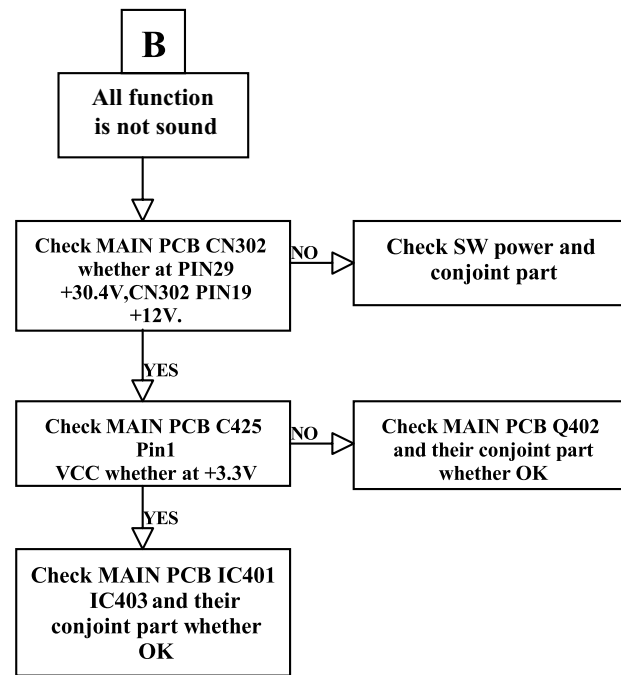 B
All function
is not sound
Check MAIN PCB CN302
whether at PIN29
+30.4V,CN302 PIN19
+12V.
NO
Check SW power and
conjoint part
YES
Check MAIN PCB C425
Pin1
VCC whether at +3.3V
NO
Check MAIN PCB Q402
and their conjoint part
whether OK
YES
Check MAIN PCB IC401
IC403 and their
conjoint part whether
OK